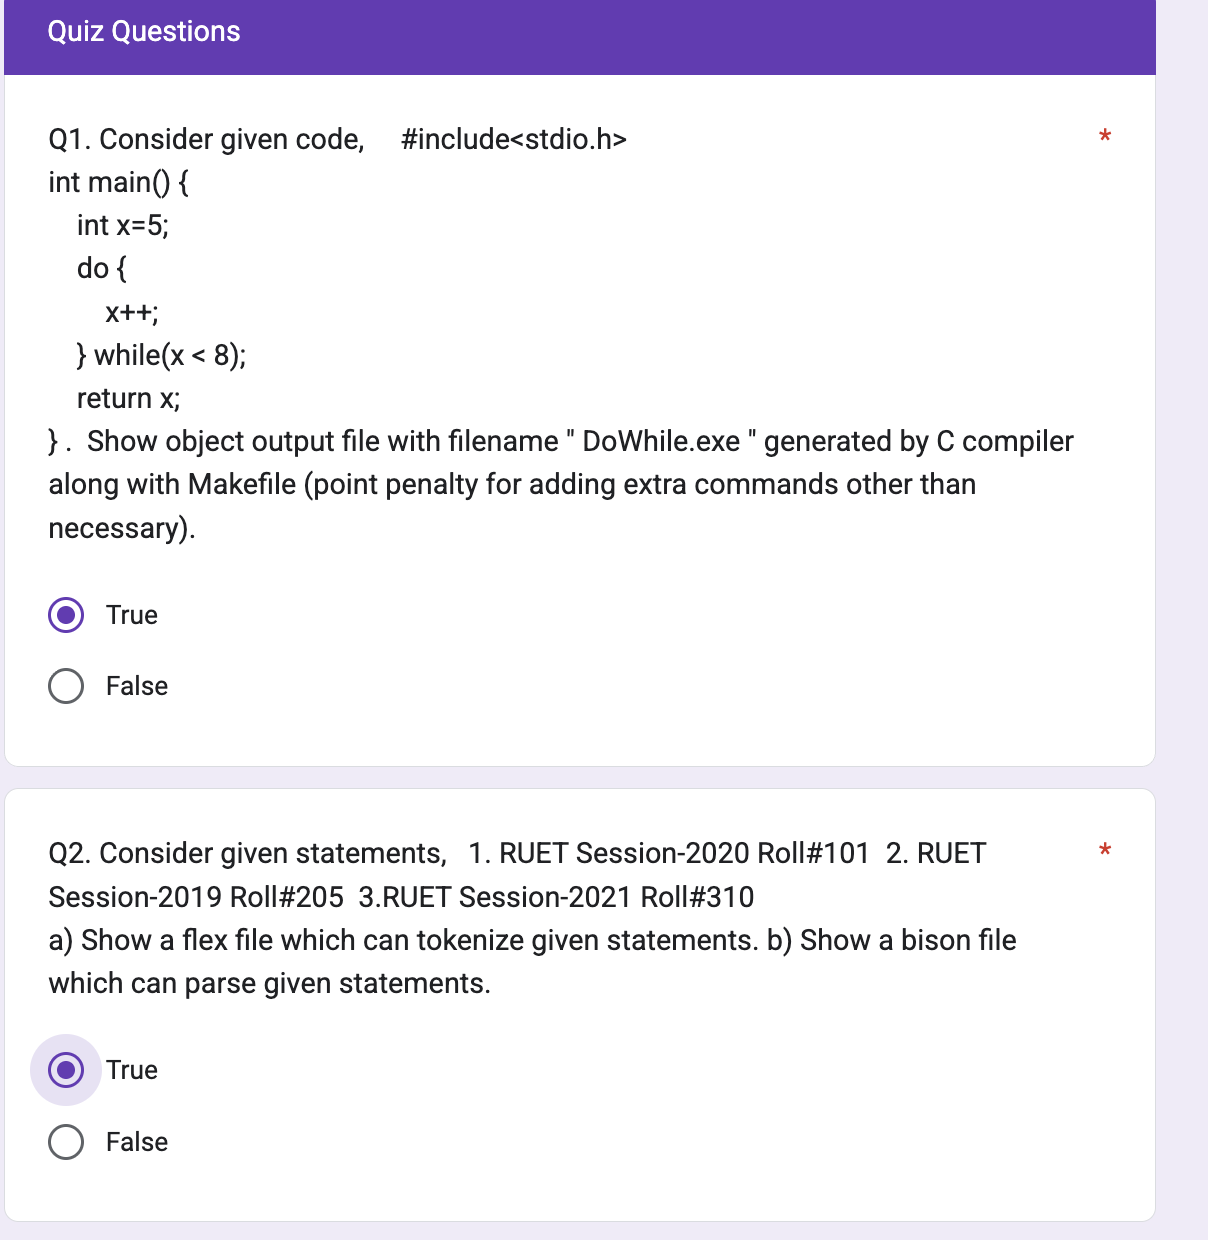 Quiz Questions
Q1. Consider given code, #include<stdio.h>
int main() {
int x=5;
do {
x++;
} while(x < 8);
return x;
} . Show object output file with filename " DoWhile.exe " generated by C compiler
along with Makefile (point penalty for adding extra commands other than
necessary).
*
True
False
Q2. Consider given statements, 1. RUET Session-2020 Roll#101 2. RUET
Session-2019 Roll#205 3.RUET Session-2021 Roll#310
a) Show a flex file which can tokenize given statements. b) Show a bison file
which can parse given statements.
*
True
False